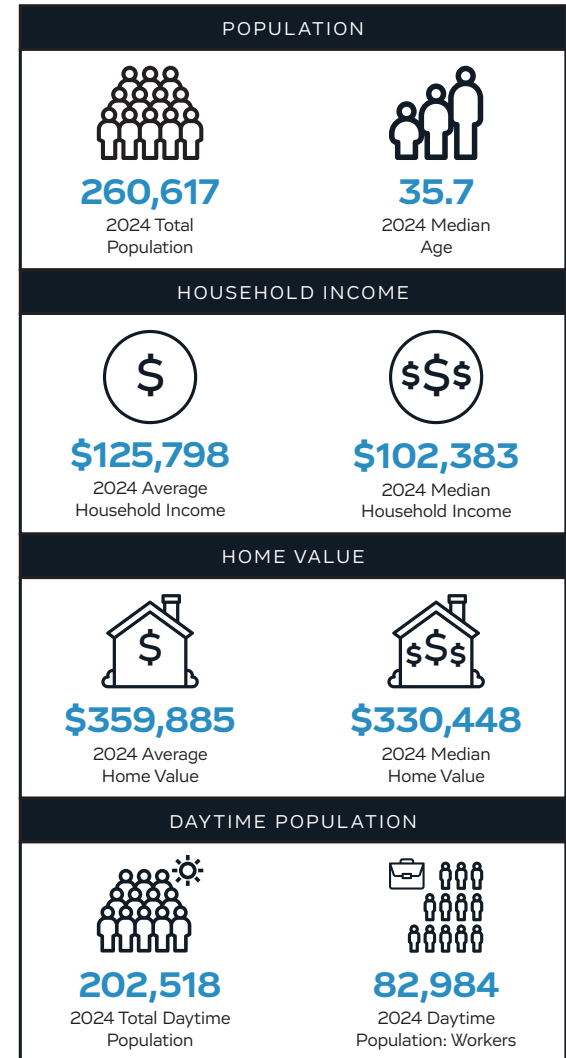 POPULATION
260,617
2024 Total
Population
35.7
2024 Median
Age
HOUSEHOLD INCOME
$
$125,798
2024 Average
Household Income
$$$
$102,383
2024 Median
Household Income
HOME VALUE
$
$359,885
2024 Average
Home Value
$$$
$330,448
2024 Median
Home Value
DAYTIME POPULATION
202,518
2024 Total Daytime
Population
82,984
2024 Daytime
Population: Workers